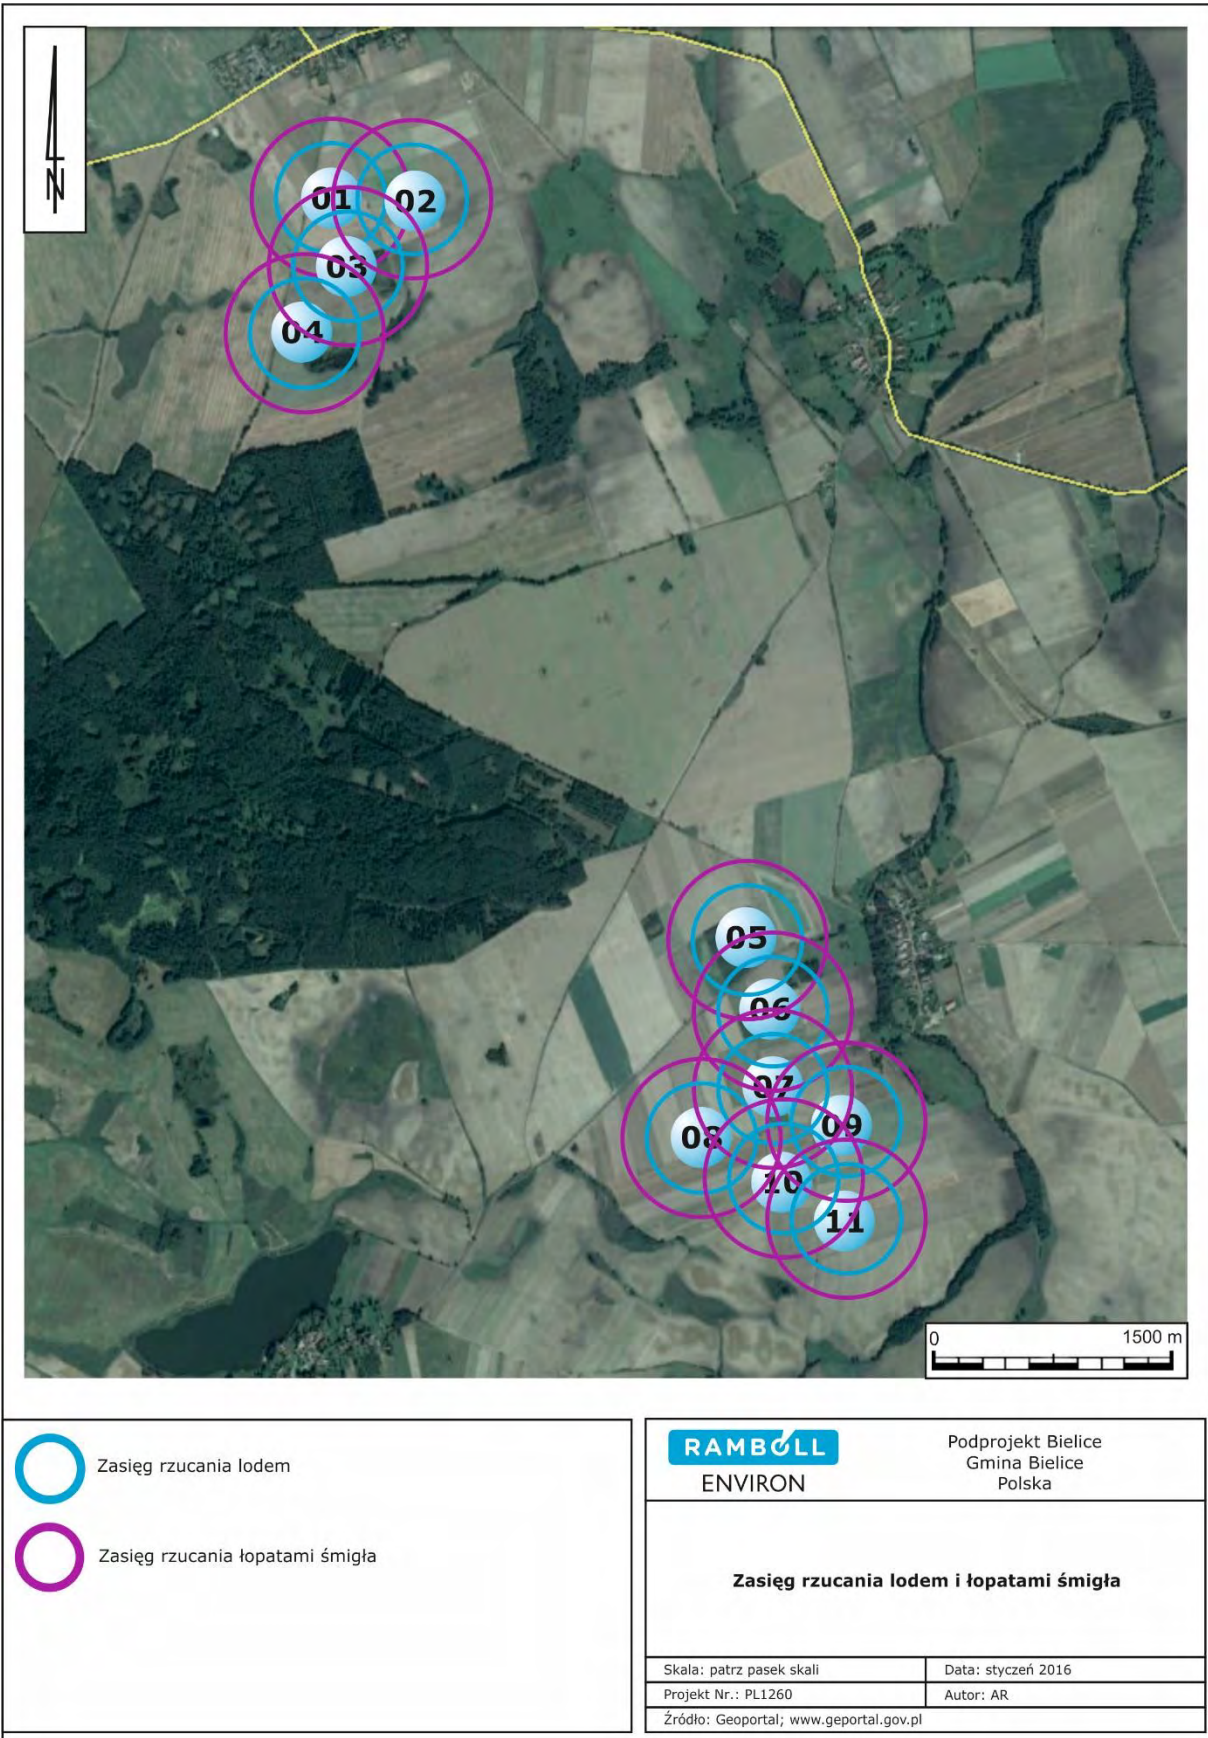 N
01
02
03
04
05
06
07
08
09
10
11
0 1500 m
Zasięg rzucania lodem
Zasięg rzucania łopatami śmigła
RAMBOLL
ENVIRON
Podprojekt Bielice
Gmina Bielice
Polska
Zasięg rzucania lodem i łopatami śmigła
Skala: patrz pasek skali
Data: styczeń 2016
Projekt Nr.: PL1260
Autor: AR
Źródło: Geoportal; www.geportal.gov.pl